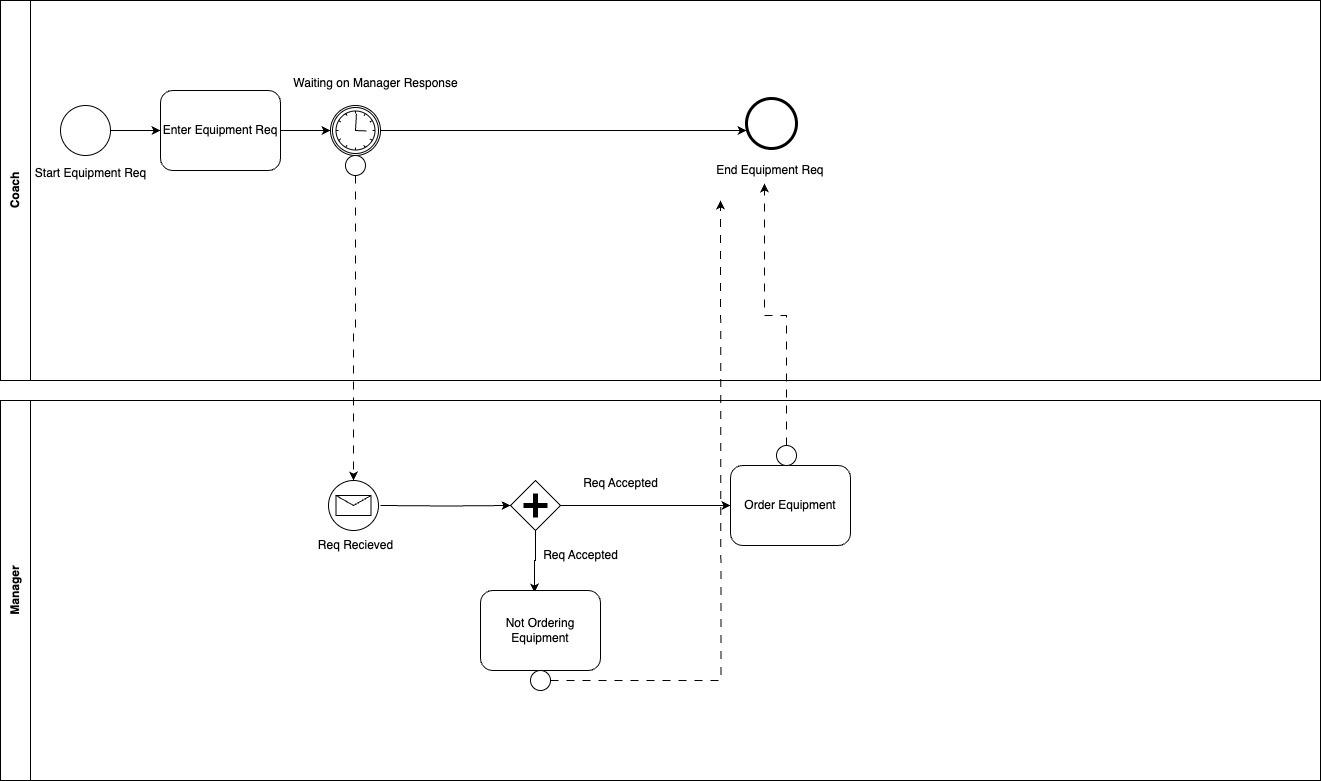 Coach
Waiting on Manager Response
Enter Equipment Req
Start Equipment Req
End Equipment Req
Manager
Req Accepted
Order Equipment
Req Recieved
Req Accepted
Not Ordering
Equipment